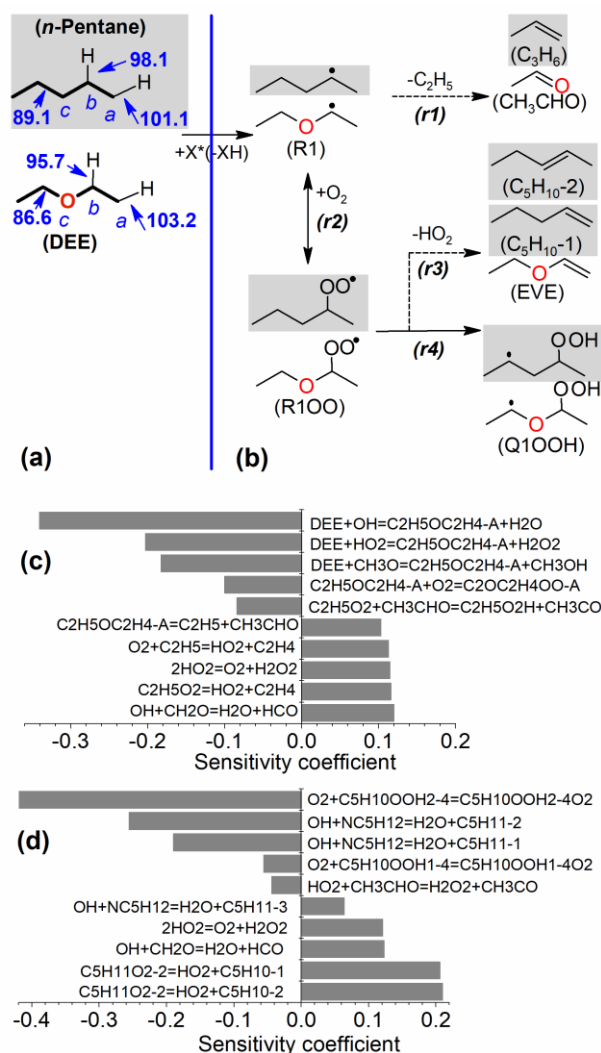 (n-Pentane)
H
98.1
H
89.1
c
b
a
101.1
95.7
H
H
O
86.6
c
b
a
103.2
(DEE)
(a)
+X*(-XH)
O
(R1)
-C2H5
(r1)
(C3H6)
O
(CH3CHO)
+O2
(r2)
OO•
OO•
O
(R1OO)
-HO2
(r3)
(C5H10-2)
(C5H10-1)
O
(EVE)
(r4)
OOH
OOH
O
(Q1OOH)
(b)
(c)
DEE+OH=C2H5OC2H4-A+H2O
DEE+HO2=C2H5OC2H4-A+H2O2
DEE+CH3O=C2H5OC2H4-A+CH3OH
C2H5OC2H4-A+O2=C2OC2H4OO-A
C2H5O2+CH3CHO=C2H5O2H+CH3CO
C2H5OC2H4-A=C2H5+CH3CHO
O2+C2H5=HO2+C2H4
2HO2=O2+H2O2
C2H5O2=HO2+C2H4
OH+CH2O=H2O+HCO
-0.3 -0.2 -0.1 0.0 0.1 0.2
Sensitivity coefficient
(d)
O2+C5H10OOH2-4=C5H10OOH2-4O2
OH+NC5H12=H2O+C5H11-2
OH+NC5H12=H2O+C5H11-1
O2+C5H10OOH1-4=C5H10OOH1-4O2
HO2+CH3CHO=H2O2+CH3CO
OH+NC5H12=H2O+C5H11-3
2HO2=O2+H2O2
OH+CH2O=H2O+HCO
C5H11O2-2=HO2+C5H10-1
C5H11O2-2=HO2+C5H10-2
-0.4 -0.3 -0.2 -0.1 0.0 0.1 0.2
Sensitivity coefficient